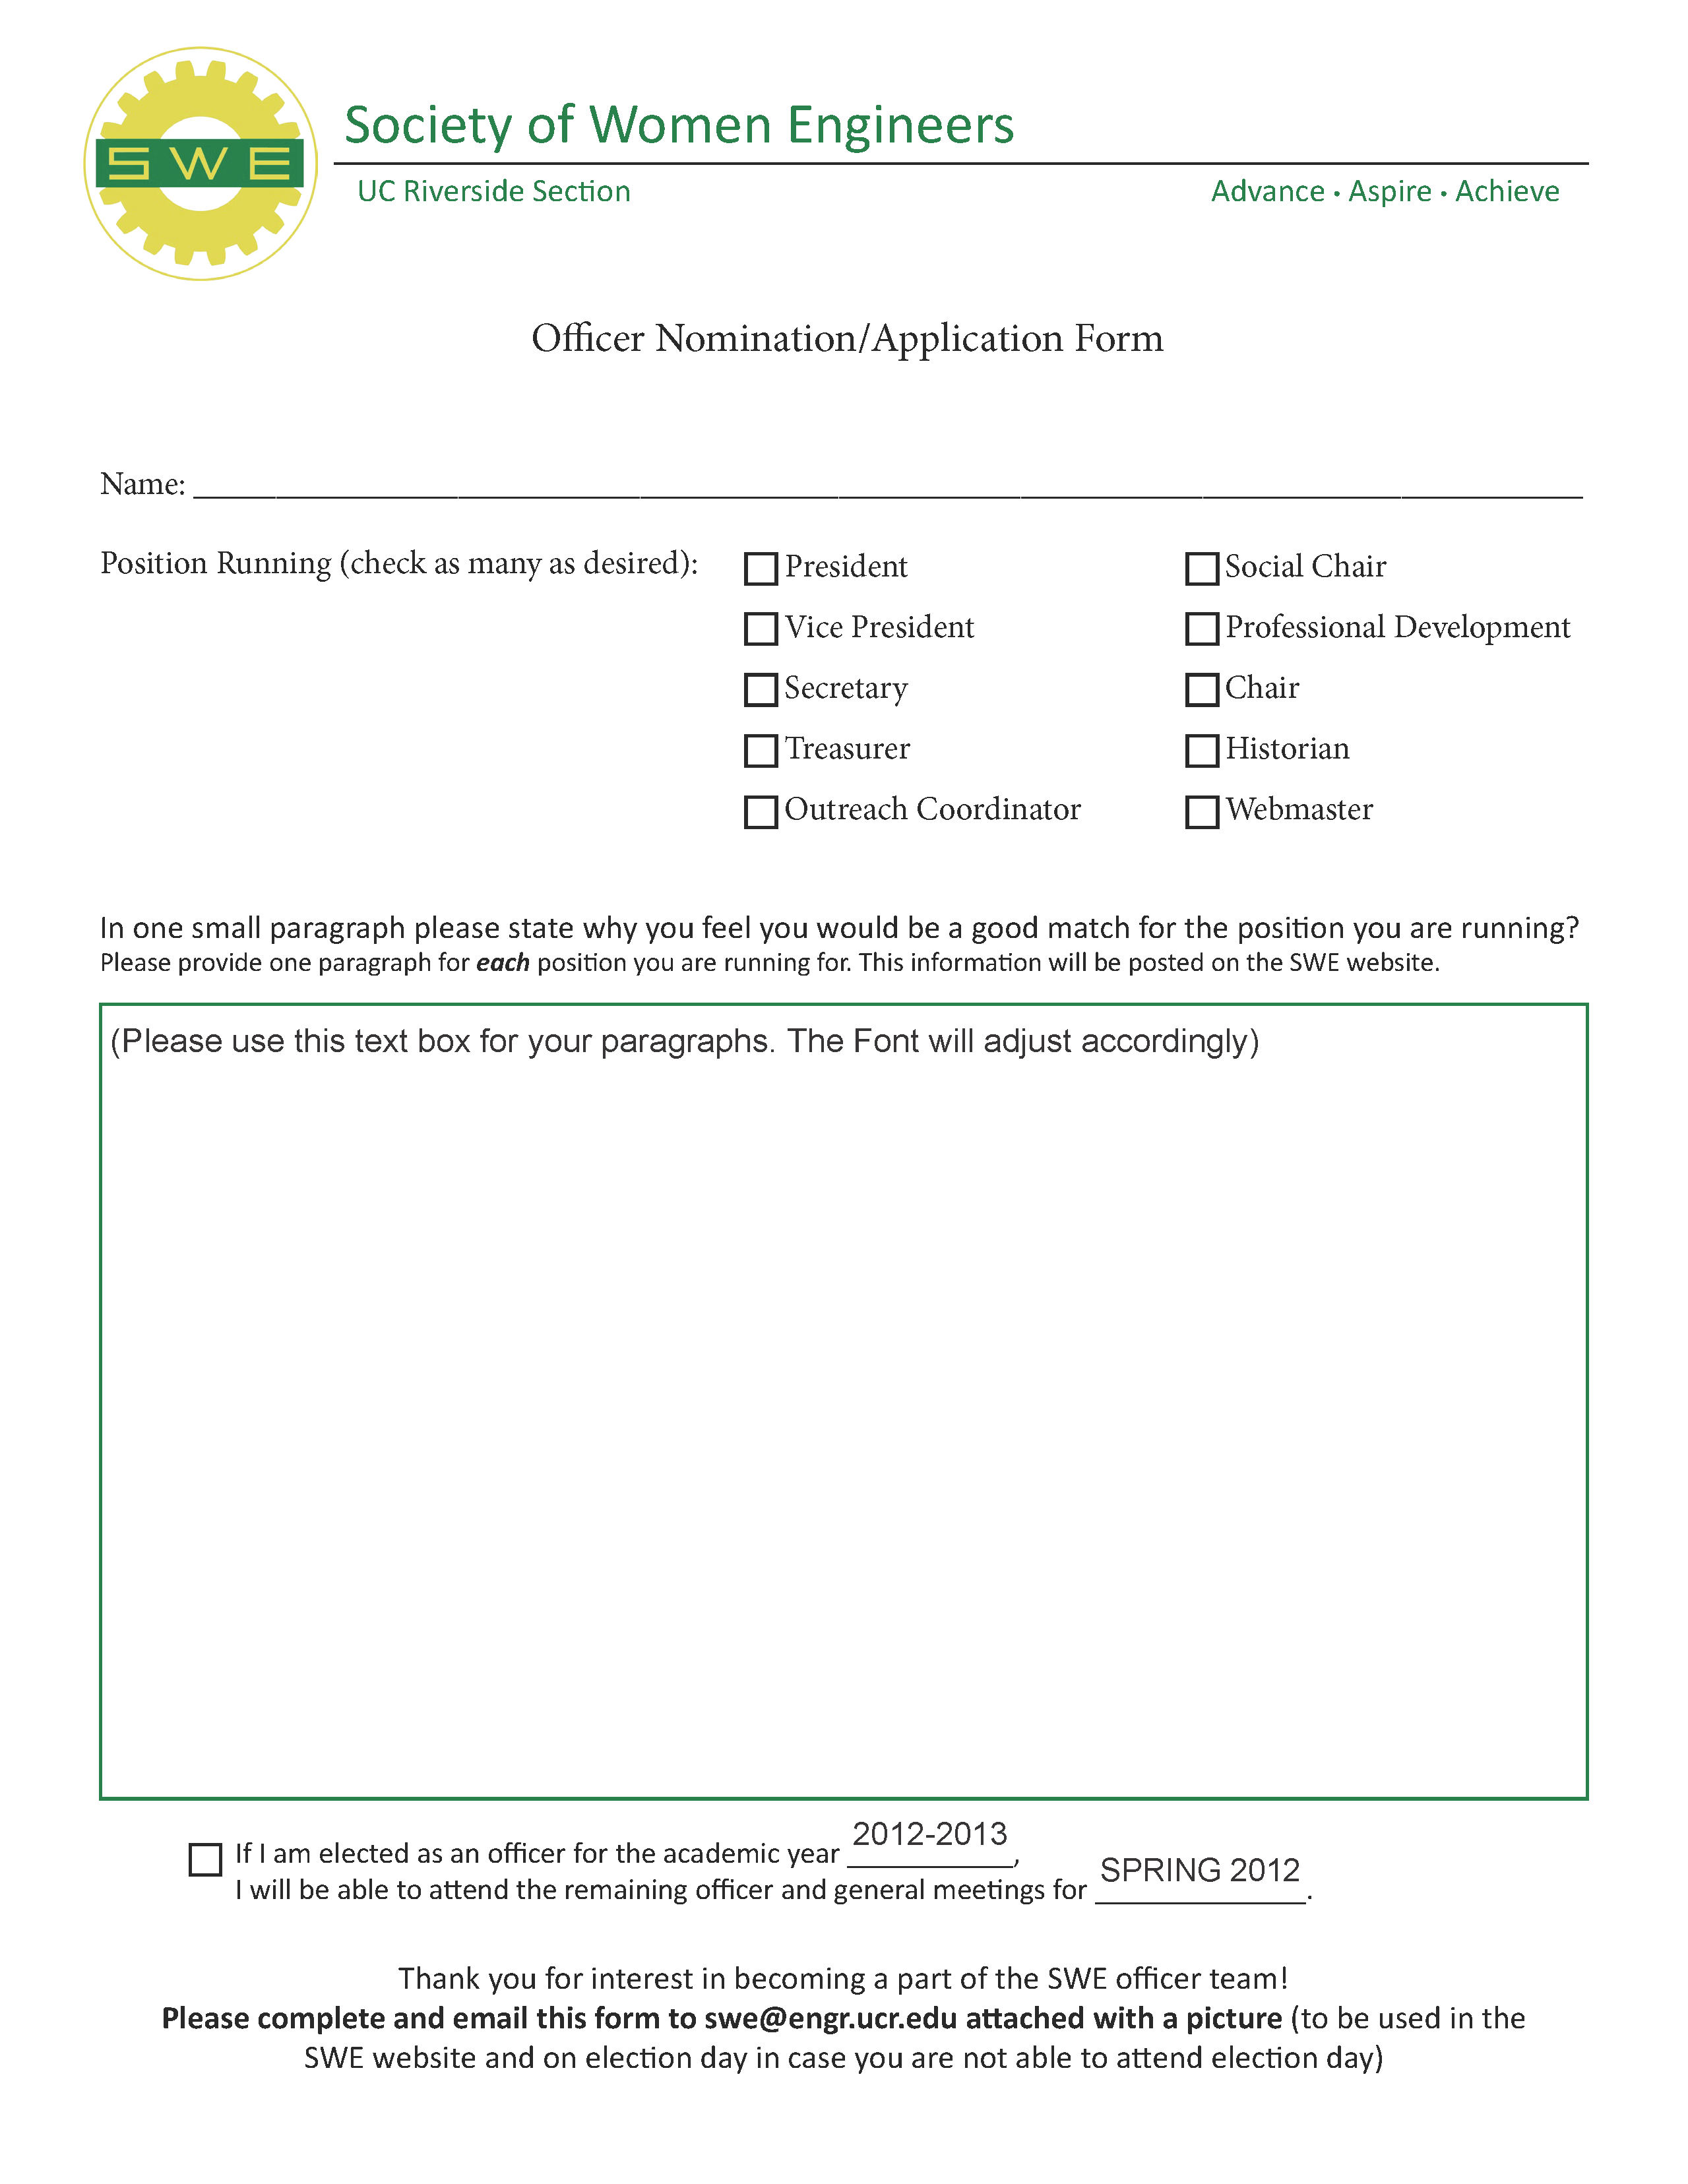 SWE
Society of Women Engineers
UC Riverside Section
Advance • Aspire • Achieve
Officer Nomination/Application Form
Name:
Position Running (check as many as desired):
President
Social Chair
Vice President
Professional Development
Secretary
Chair
Treasurer
Historian
Outreach Coordinator
Webmaster
In one small paragraph please state why you feel you would be a good match for the position you are running?
Please provide one paragraph for each position you are running for. This information will be posted on the SWE website.
(Please use this text box for your paragraphs. The Font will adjust accordingly)
If I am elected as an officer for the academic year 2012-2013,
I will be able to attend the remaining officer and general meetings for SPRING 2012.
Thank you for interest in becoming a part of the SWE officer team!
Please complete and email this form to swe@engr.ucr.edu attached with a picture (to be used in the
SWE website and on election day in case you are not able to attend election day)